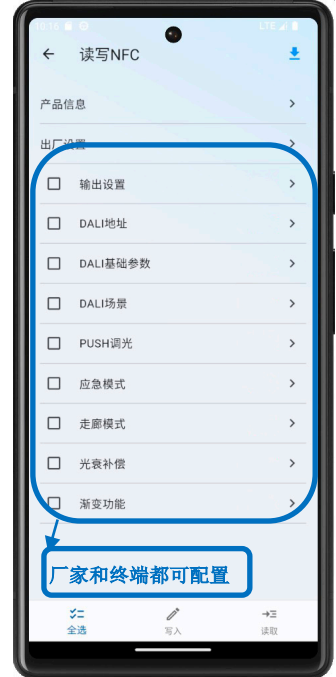 10:16
LTE
读写NFC
产品信息
出厂设置
输出设置
DALI地址
DALI基础参数
DALI场景
PUSH调光
应急模式
走廊模式
光衰补偿
渐变功能
厂家和终端都可配置
全选
写入
读取